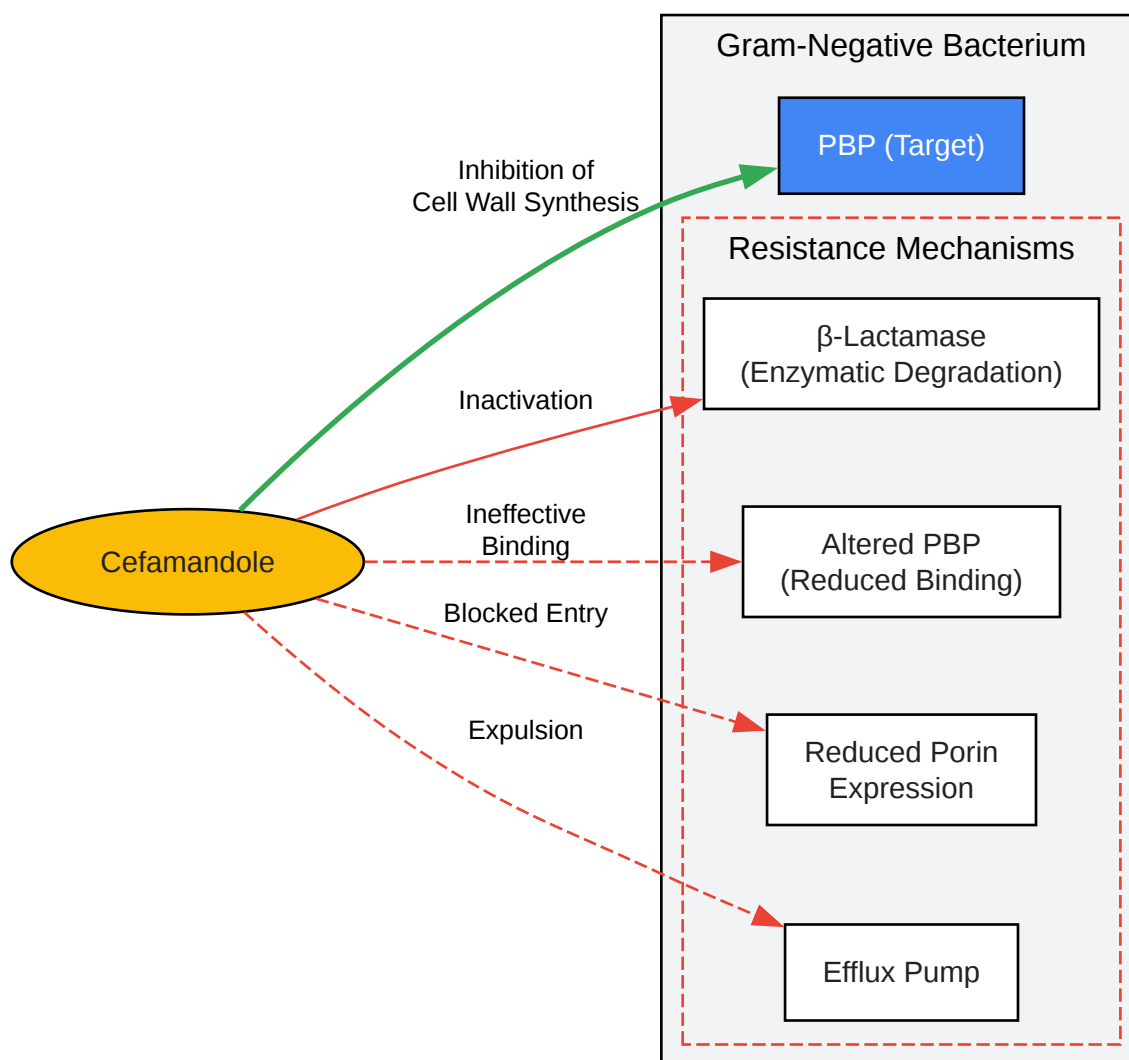 Gram-Negative Bacterium
PBP (Target)
Inhibition of
Cell Wall Synthesis
Resistance Mechanisms
β-Lactamase
(Enzymatic Degradation)
Inactivation
Ineffective
Binding
Altered PBP
(Reduced Binding)
Cefamandole
Blocked Entry
Expulsion
Reduced Porin
Expression
Efflux Pump